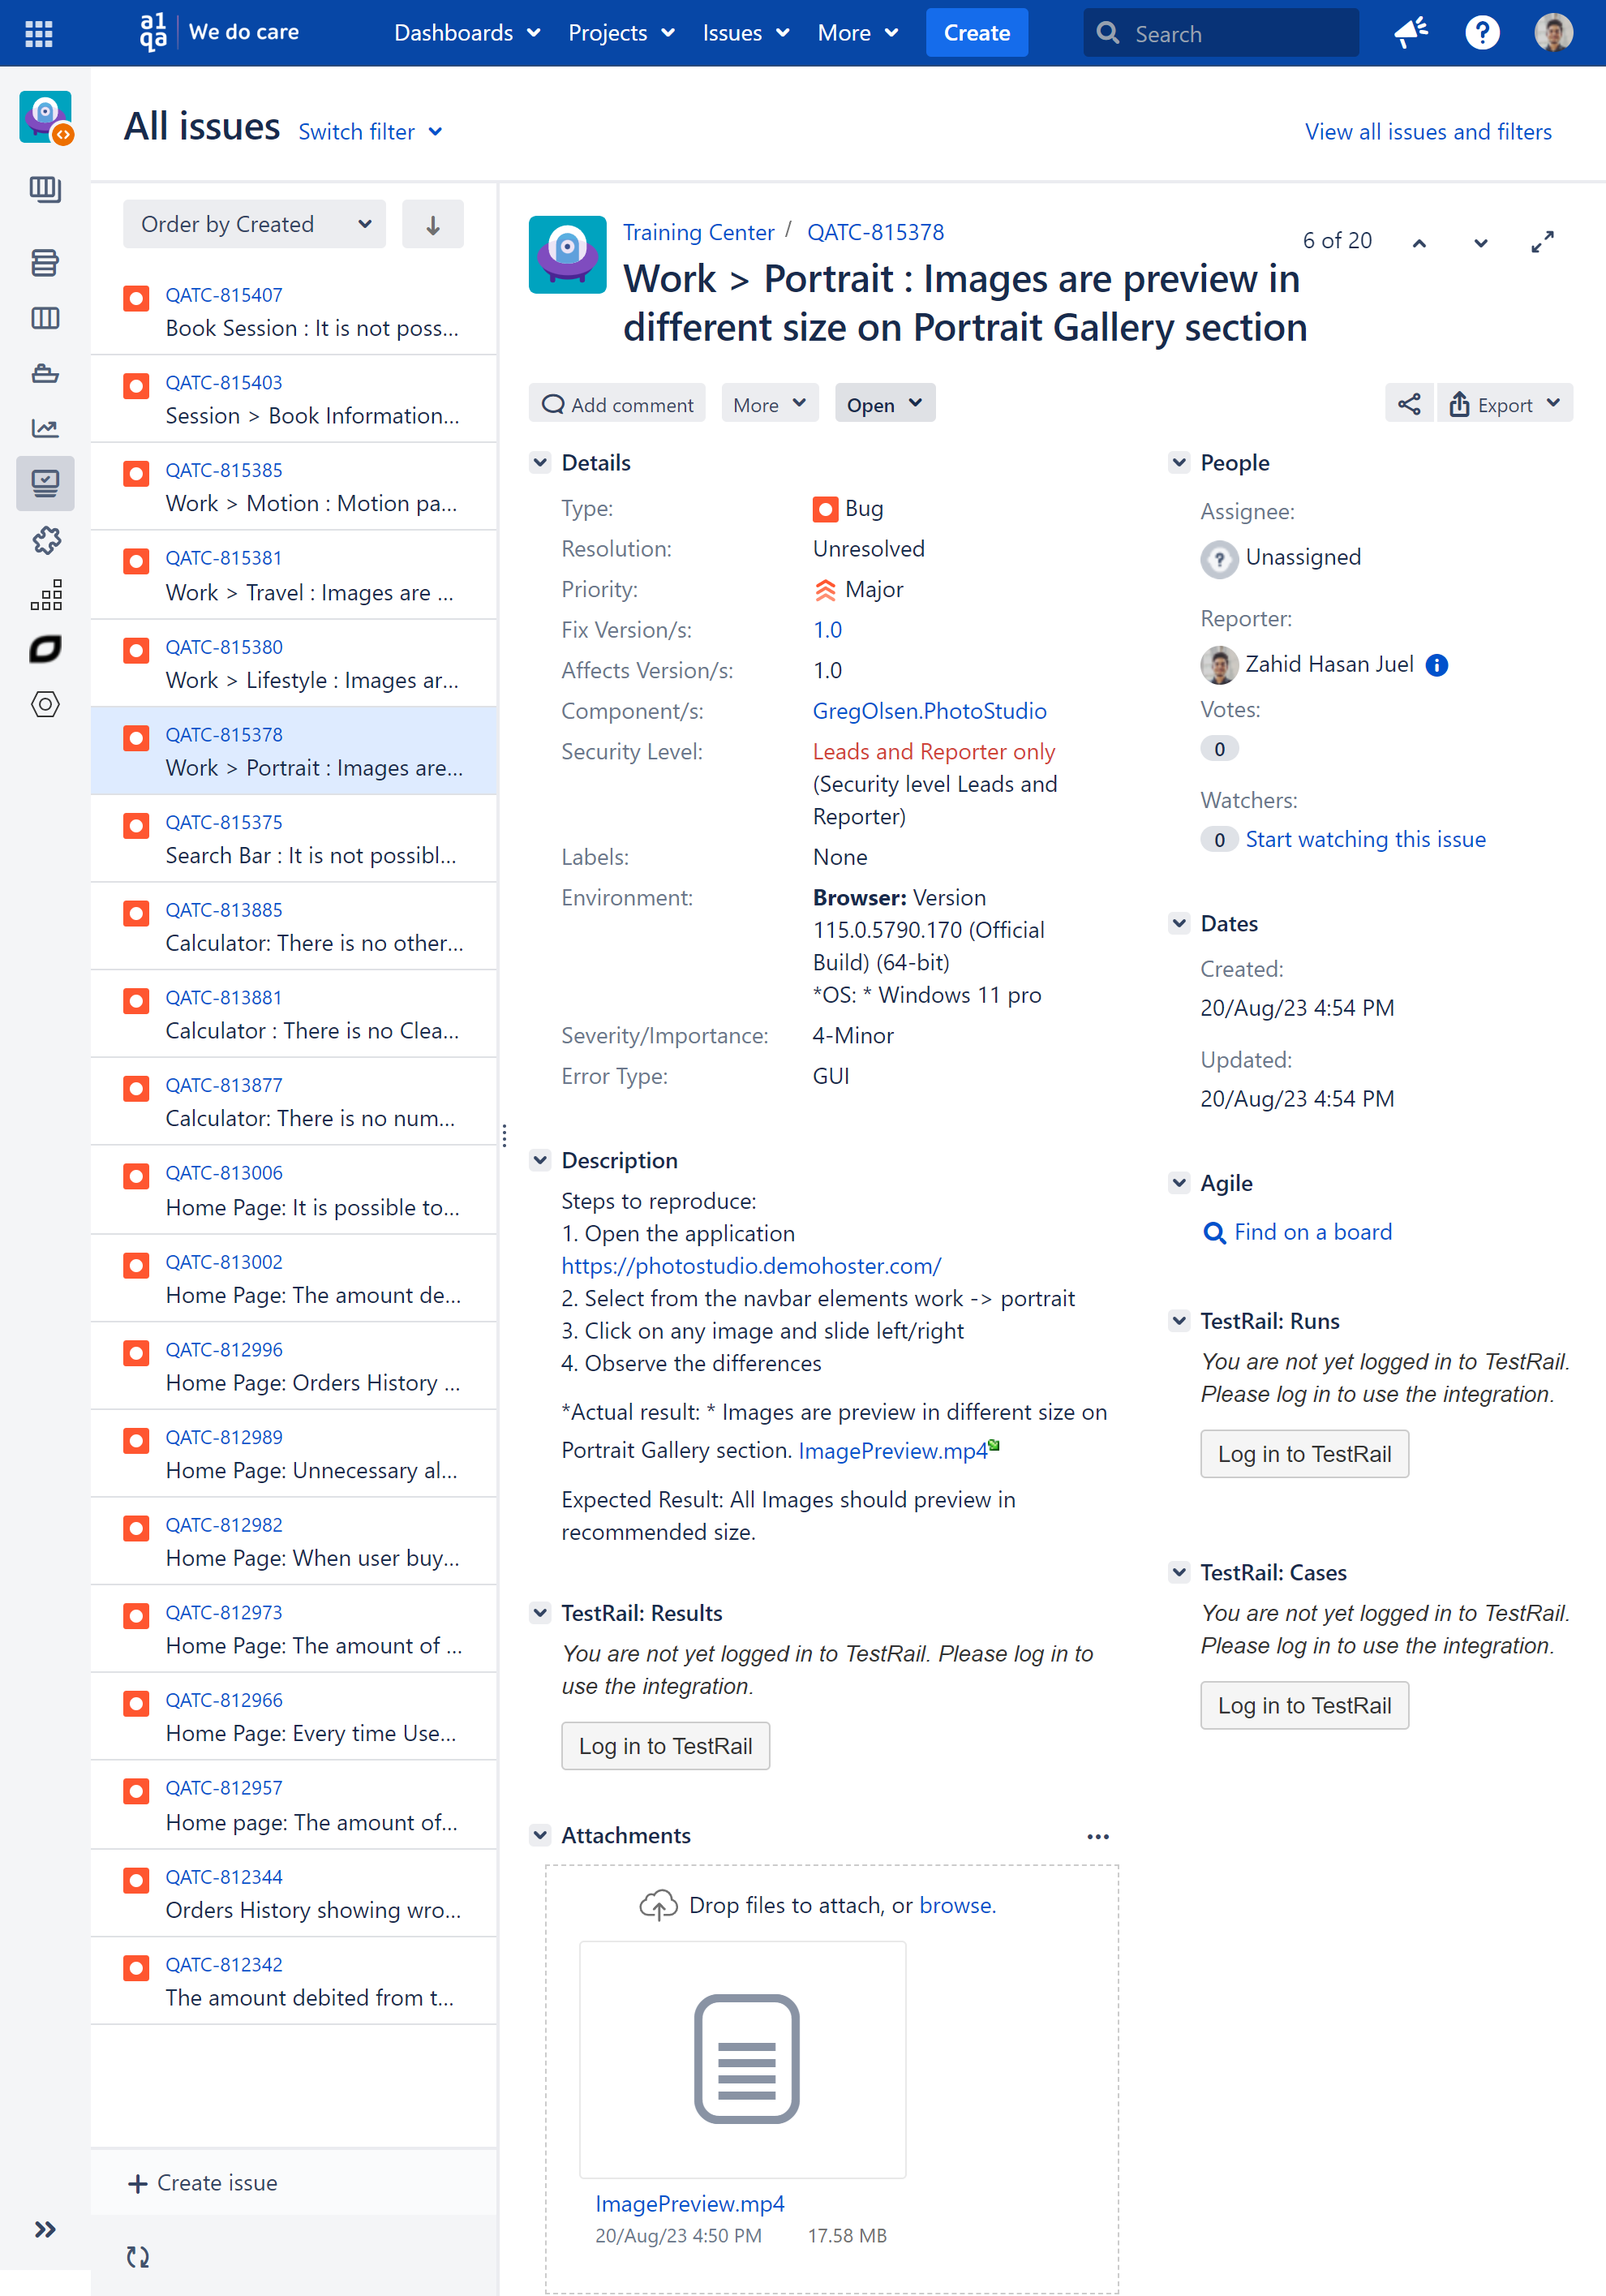 a1qa We do care Dashboards Projects Issues More Create Search
All issues Switch filter View all issues and filters
Order by Created
QATC-815407
Book Session : It is not poss...
QATC-815403
Session > Book Information...
QATC-815385
Work > Motion : Motion pa...
QATC-815381
Work > Travel : Images are ...
QATC-815380
Work > Lifestyle : Images ar...
QATC-815378
Work > Portrait : Images are...
QATC-815375
Search Bar : It is not possibl...
QATC-813885
Calculator: There is no other...
QATC-813881
Calculator : There is no Clea...
QATC-813877
Calculator: There is no num...
QATC-813006
Home Page: It is possible to...
QATC-813002
Home Page: The amount de...
QATC-812996
Home Page: Orders History ...
QATC-812989
Home Page: Unnecessary al...
QATC-812982
Home Page: When user buy...
QATC-812973
Home Page: The amount of ...
QATC-812966
Home Page: Every time Use...
QATC-812957
Home page: The amount of...
QATC-812344
Orders History showing wro...
QATC-812342
The amount debited from t...
+ Create issue
Training Center / QATC-815378
6 of 20
Work > Portrait : Images are preview in
different size on Portrait Gallery section
Add comment More Open Export
Details
Type: Bug
Resolution: Unresolved
Priority: Major
Fix Version/s: 1.0
Affects Version/s: 1.0
Component/s: GregOlsen.PhotoStudio
Security Level: Leads and Reporter only
(Security level Leads and
Reporter)
Labels: None
Environment: Browser: Version
115.0.5790.170 (Official
Build) (64-bit)
*OS: * Windows 11 pro
Severity/Importance: 4-Minor
Error Type: GUI
Description
Steps to reproduce:
1. Open the application
https://photostudio.demohoster.com/
2. Select from the navbar elements work -> portrait
3. Click on any image and slide left/right
4. Observe the differences
*Actual result: * Images are preview in different size on
Portrait Gallery section. ImagePreview.mp4
Expected Result: All Images should preview in
recommended size.
TestRail: Results
You are not yet logged in to TestRail. Please log in to
use the integration.
Log in to TestRail
Attachments
Drop files to attach, or browse.
ImagePreview.mp4
20/Aug/23 4:50 PM 17.58 MB
People
Assignee:
Unassigned
Reporter:
Zahid Hasan Juel
Votes:
0
Watchers:
0 Start watching this issue
Dates
Created:
20/Aug/23 4:54 PM
Updated:
20/Aug/23 4:54 PM
Agile
Find on a board
TestRail: Runs
You are not yet logged in to TestRail.
Please log in to use the integration.
Log in to TestRail
TestRail: Cases
You are not yet logged in to TestRail.
Please log in to use the integration.
Log in to TestRail